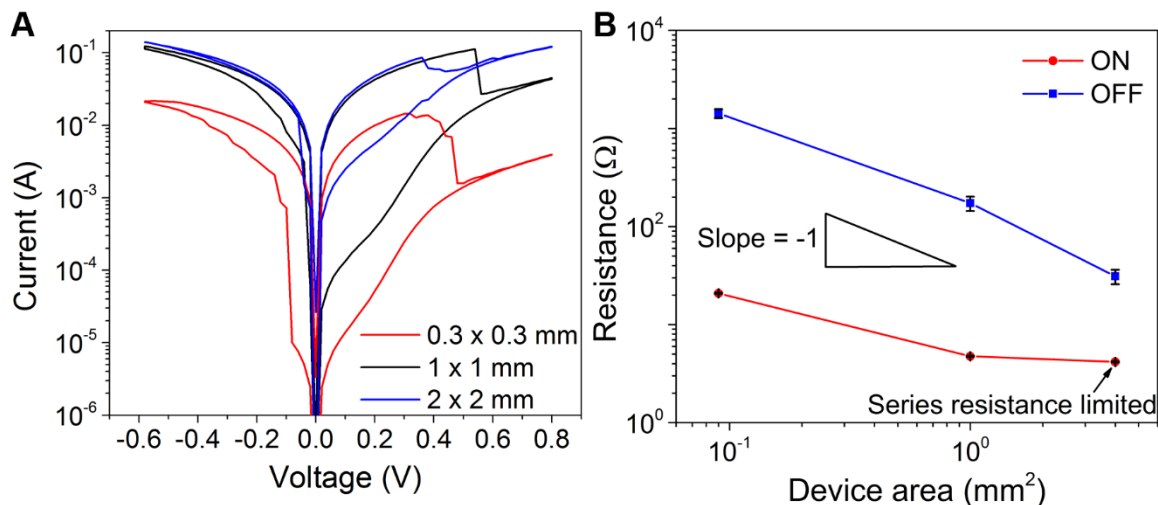 A
Current (A)
10⁻¹
10⁻²
10⁻³
10⁻⁴
10⁻⁵
10⁻⁶
0.3 x 0.3 mm
1 x 1 mm
2 x 2 mm
-0.6 -0.4 -0.2 0.0 0.2 0.4 0.6 0.8
Voltage (V)
B
Resistance (Ω)
10⁴
10³
10²
10¹
10⁰
ON
OFF
Slope = -1
Series resistance limited
10⁻¹ 10⁰
Device area (mm²)